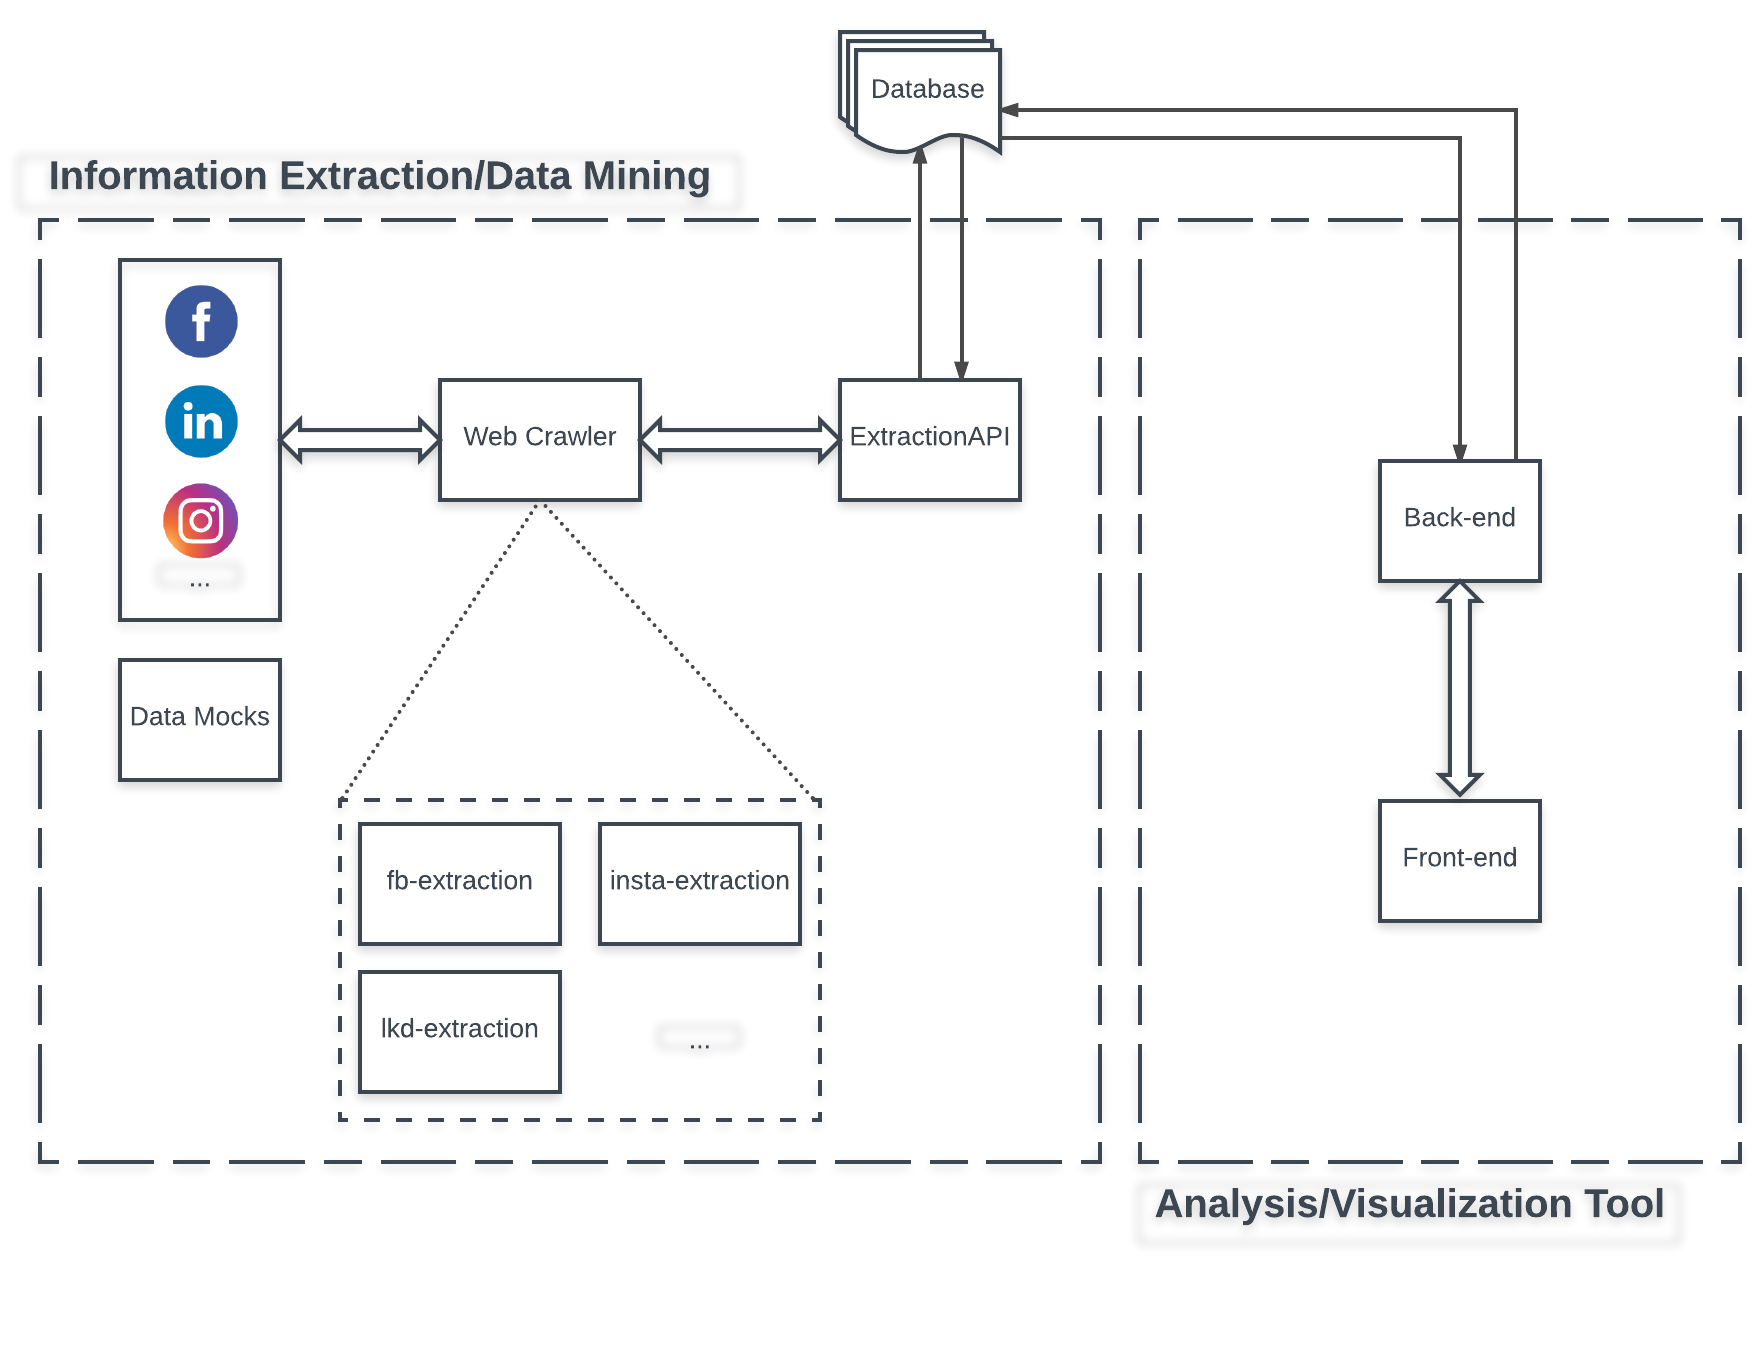 Database
Information Extraction/Data Mining
f
in
...
Web Crawler
ExtractionAPI
Data Mocks
fb-extraction
insta-extraction
lkd-extraction
...
Back-end
Front-end
Analysis/Visualization Tool